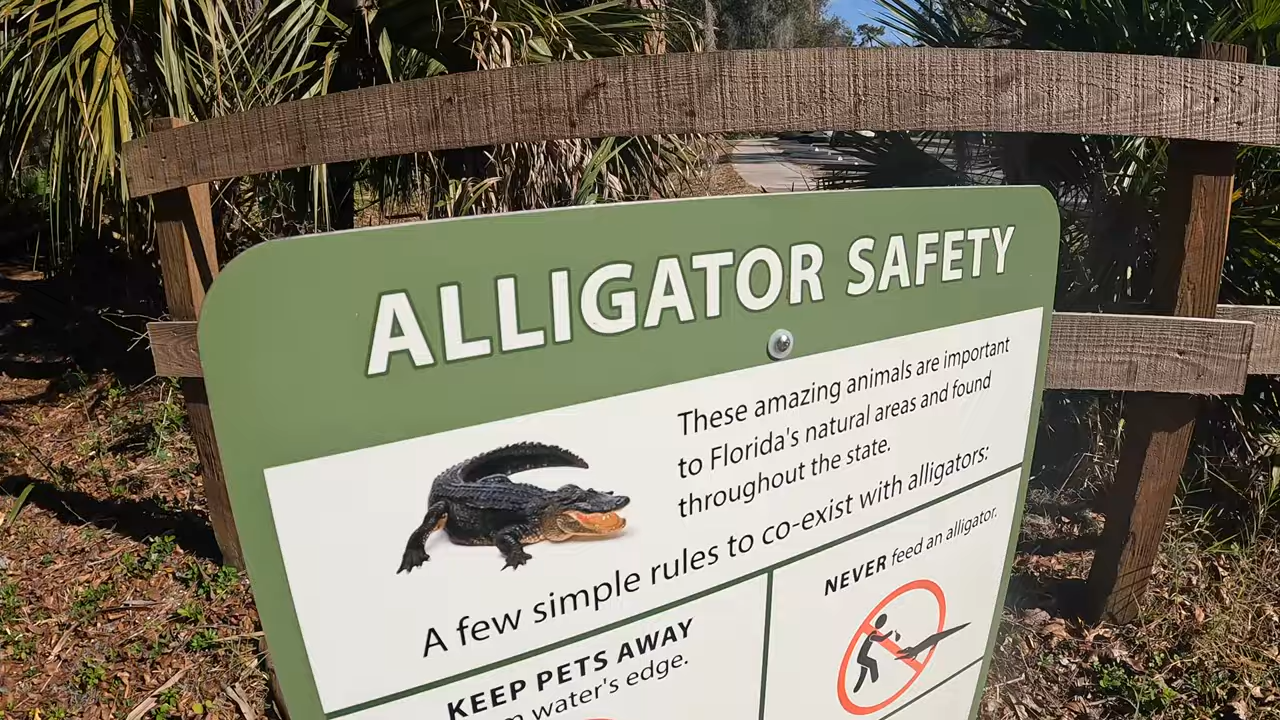 ALLIGATOR SAFETY
These amazing animals are important
to Florida's natural areas and found
throughout the state.
A few simple rules to co-exist with alligators:
KEEP PETS AWAY
water's edge.
NEVER feed an alligator.